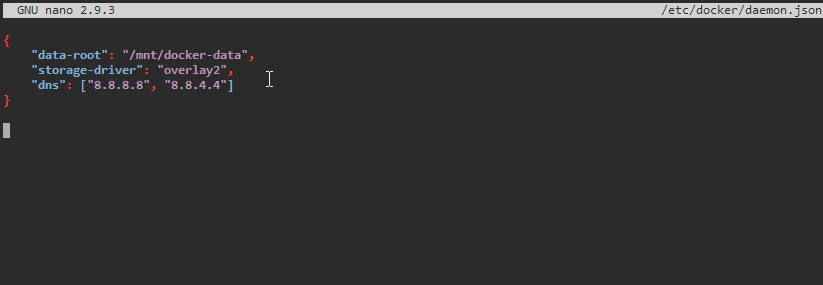 GNU nano 2.9.3 /etc/docker/daemon.json
{
"data-root": "/mnt/docker-data",
"storage-driver": "overlay2",
"dns": ["8.8.8.8", "8.8.4.4"]
}